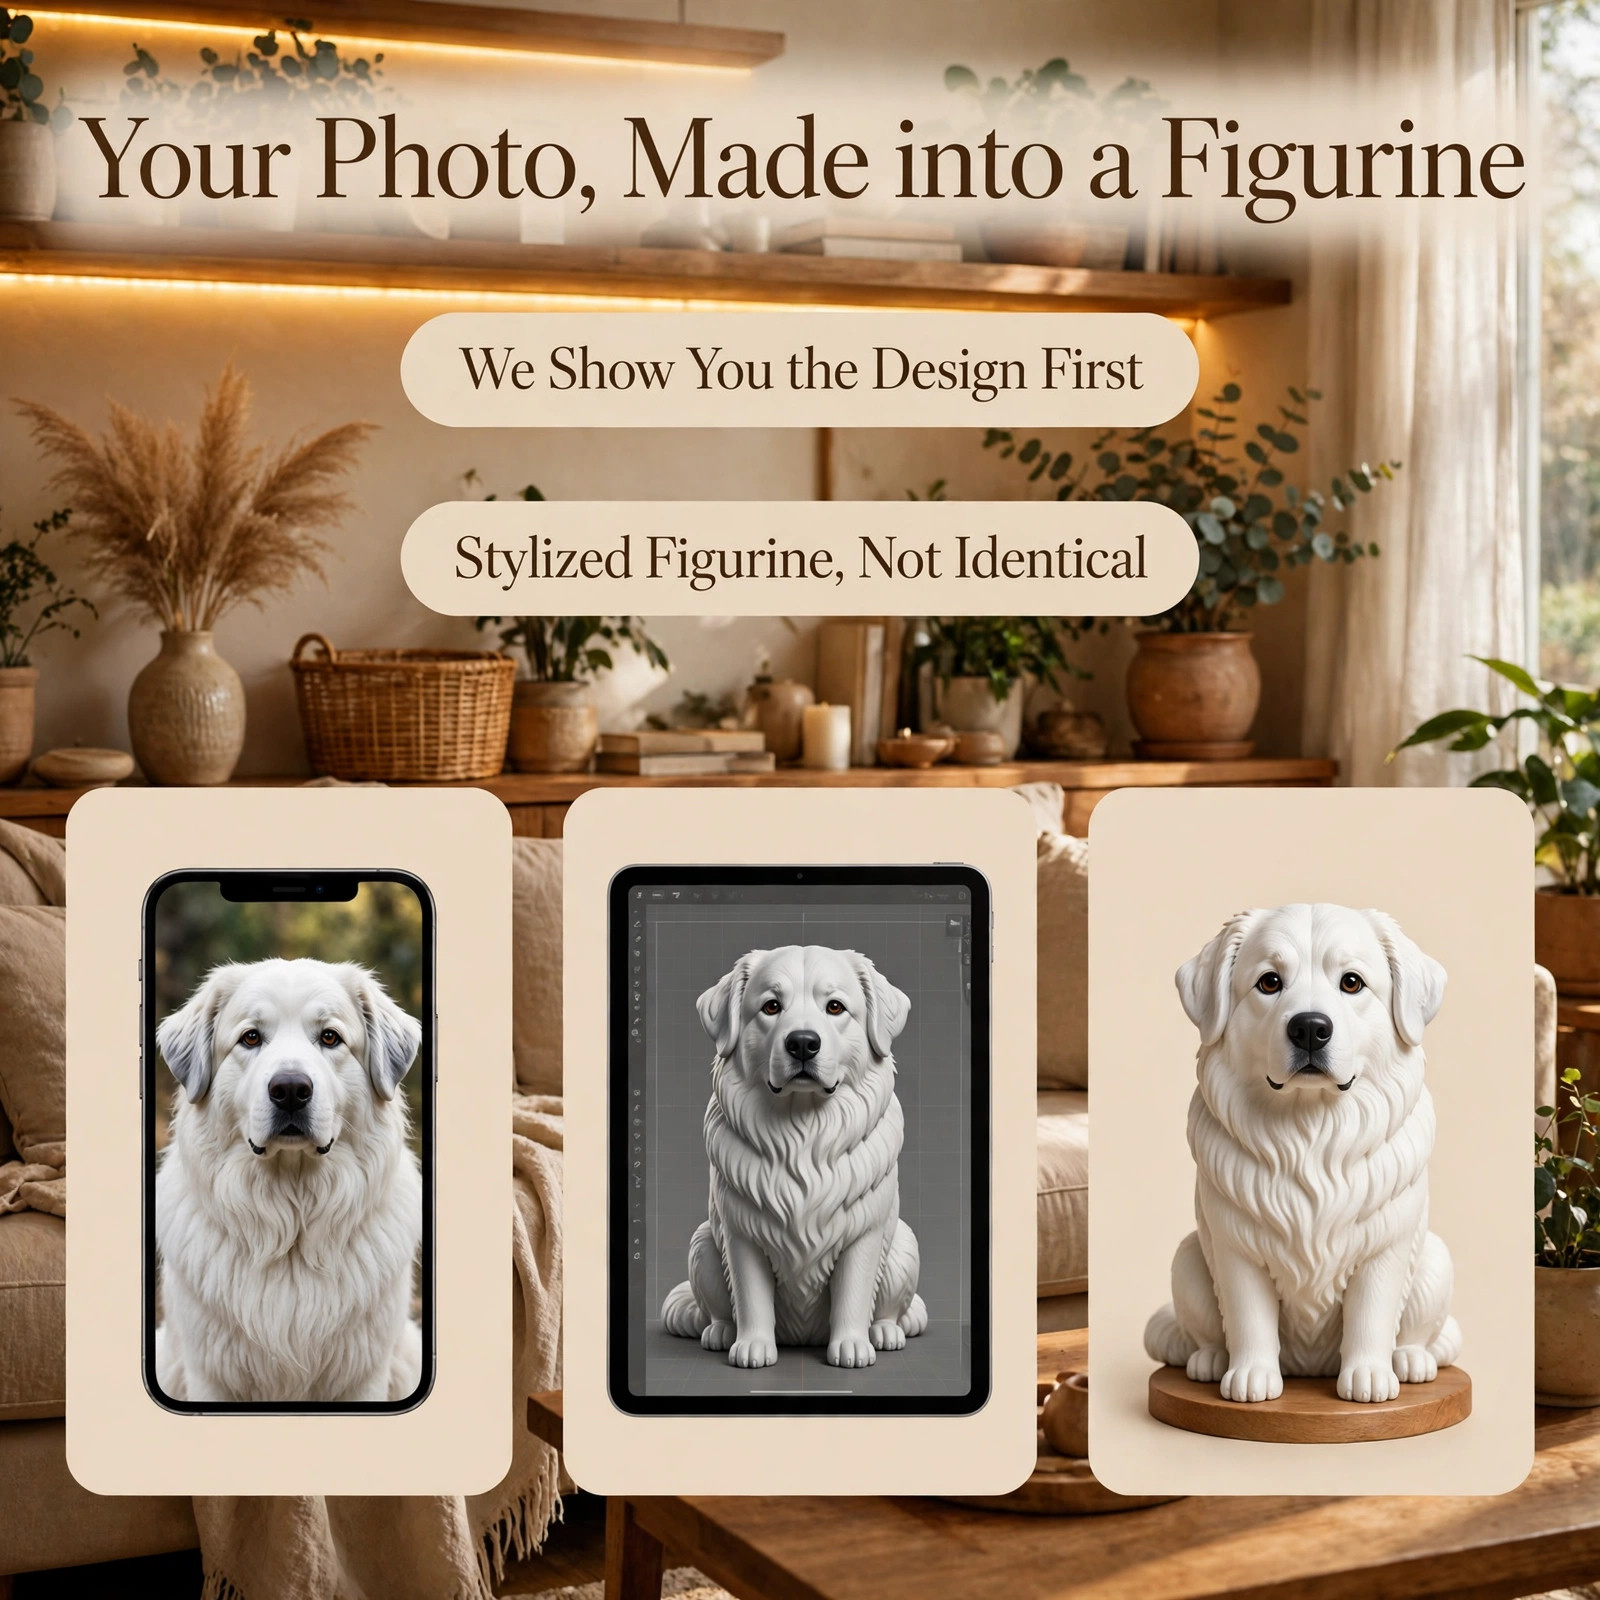 Your Photo, Made into a Figurine
We Show You the Design First
Stylized Figurine, Not Identical